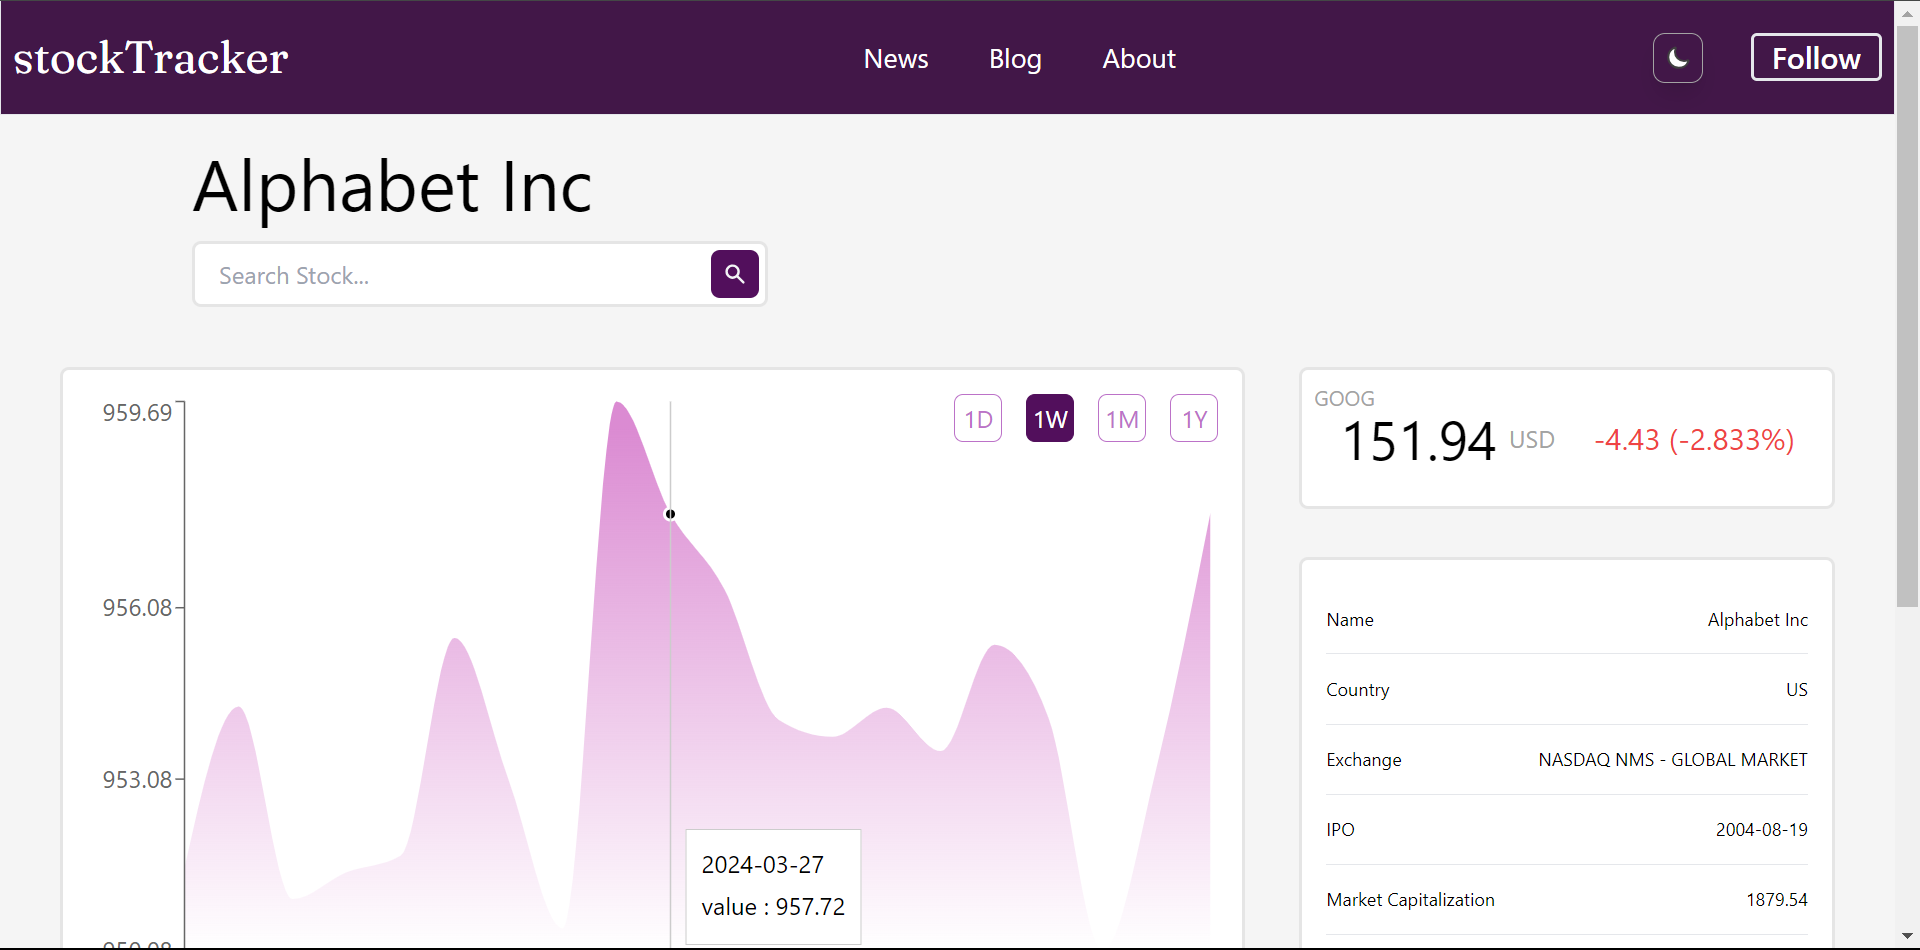 stockTracker
News Blog About
Follow
Alphabet Inc
Search Stock...
959.69
956.08
953.08
1D 1W 1M 1Y
2024-03-27
value : 957.72
GOOG
151.94 USD -4.43 (-2.833%)
Name Alphabet Inc
Country US
Exchange NASDAQ NMS - GLOBAL MARKET
IPO 2004-08-19
Market Capitalization 1879.54